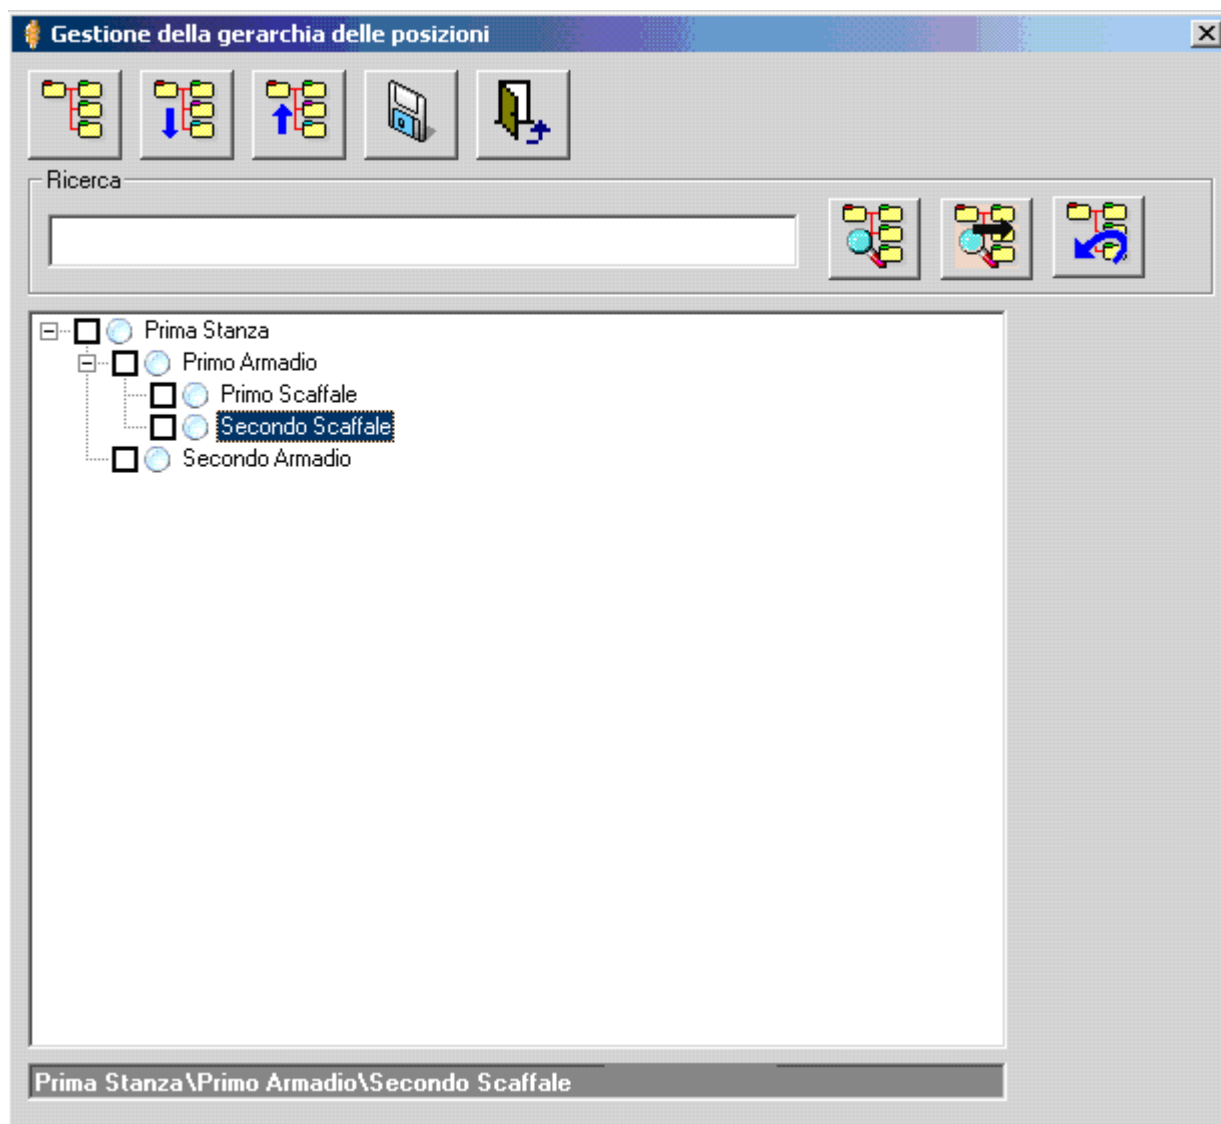 Gestione della gerarchia delle posizioni
Ricerca
Prima Stanza
Primo Armadio
Primo Scaffale
Secondo Scaffale
Secondo Armadio
Prima Stanza\Primo Armadio\Secondo Scaffale